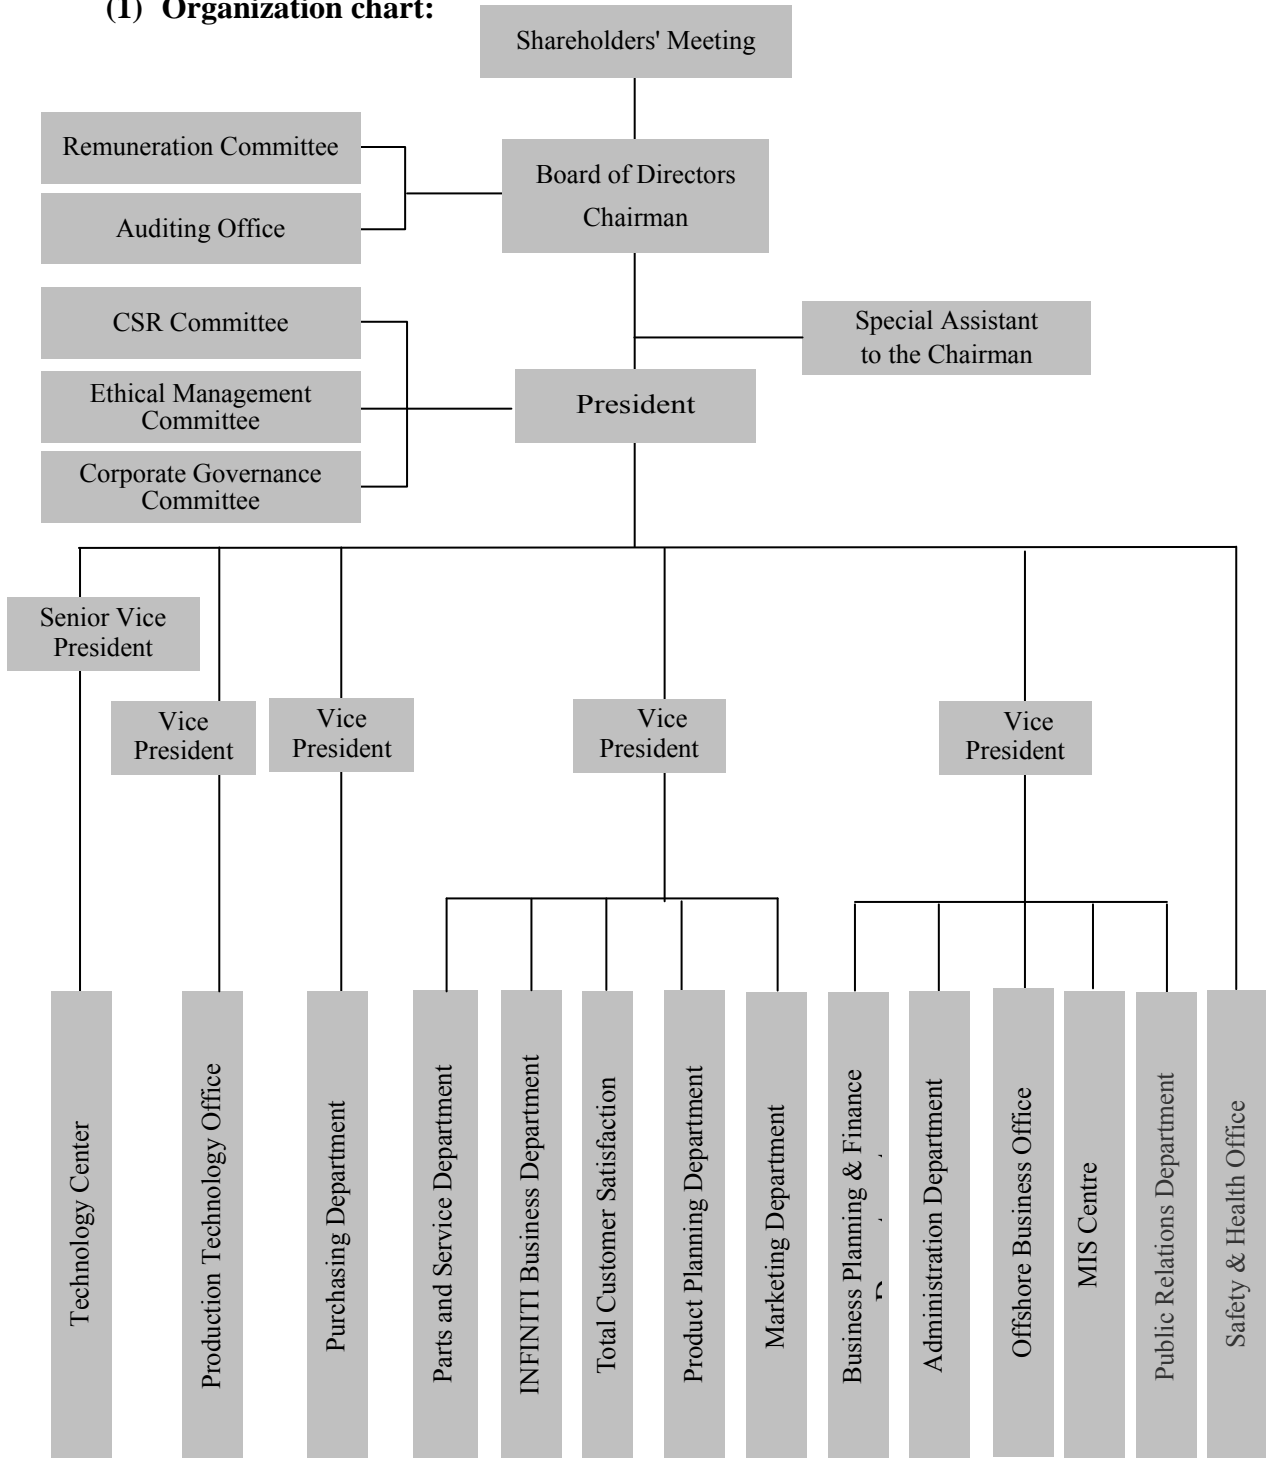 (1) Organization chart:
Shareholders' Meeting
Remuneration Committee
Board of Directors
Chairman
Auditing Office
CSR Committee
Special Assistant
to the Chairman
Ethical Management
Committee
President
Corporate Governance
Committee
Senior Vice
President
Vice
President
Vice
President
Vice
President
Vice
President
Technology Center
Production Technology Office
Purchasing Department
Parts and Service Department
INFINITI Business Department
Total Customer Satisfaction
Product Planning Department
Marketing Department
Business Planning & Finance
Administration Department
Offshore Business Office
MIS Centre
Public Relations Department
Safety & Health Office